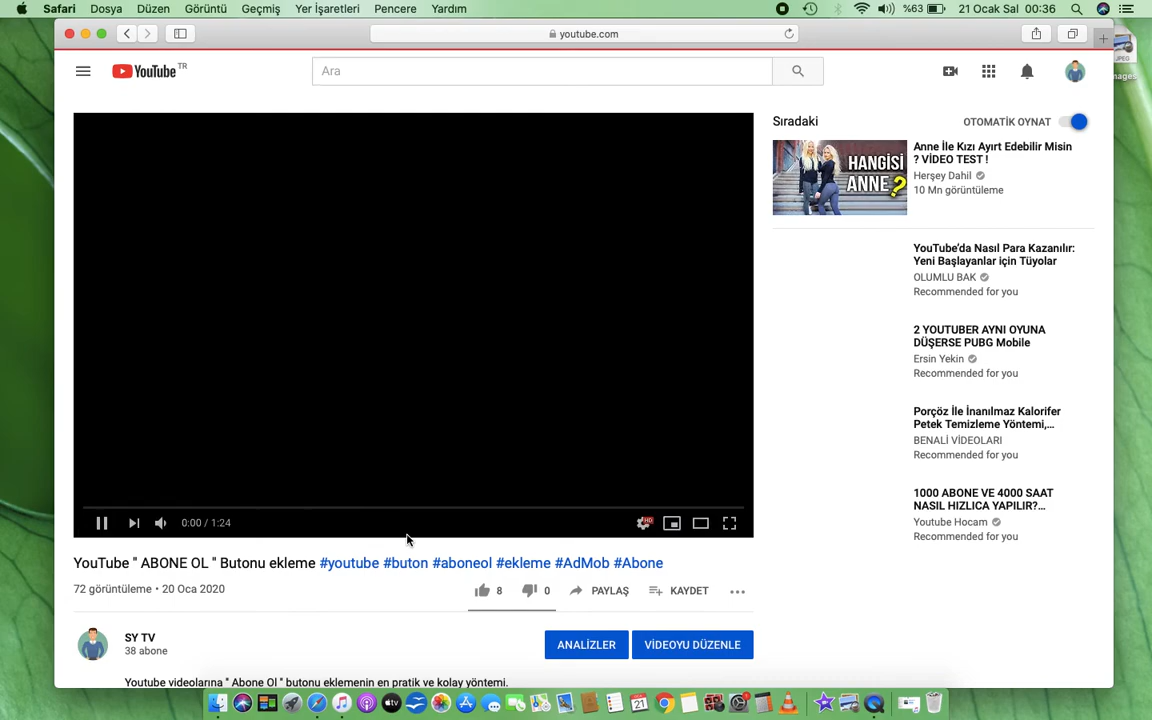 Safari Dosya Düzen Görüntü Geçmiş Yer İşaretleri Pencere Yardım %63 21 Ocak Sal 00:36
youtube.com
JPEG
mages
YouTube TR
Ara
Sıradaki
OTOMATİK OYNAT
HANGİSİ
ANNE?
Anne İle Kızı Ayırt Edebilir Misin
? VİDEO TEST !
Herşey Dahil
10 Mn görüntüleme
YouTube'da Nasıl Para Kazanılır:
Yeni Başlayanlar için Tüyolar
OLUMLU BAK
Recommended for you
2 YOUTUBER AYNI OYUNA
DÜŞERSE PUBG Mobile
Ersin Yekin
Recommended for you
Porçöz İle İnanılmaz Kalorifer
Petek Temizleme Yöntemi,...
BENALİ VİDEOLARI
Recommended for you
1000 ABONE VE 4000 SAAT
NASIL HIZLICA YAPILIR?...
Youtube Hocam
Recommended for you
0:00 / 1:24
HD
YouTube " ABONE OL " Butonu ekleme #youtube #buton #aboneol #ekleme #AdMob #Abone
72 görüntüleme • 20 Oca 2020
8 0 PAYLAŞ KAYDET
SY TV
38 abone
ANALİZLER VİDEOYU DÜZENLE
Youtube videolarına " Abone Ol " butonu eklemenin en pratik ve kolay yöntemi.
tv
21